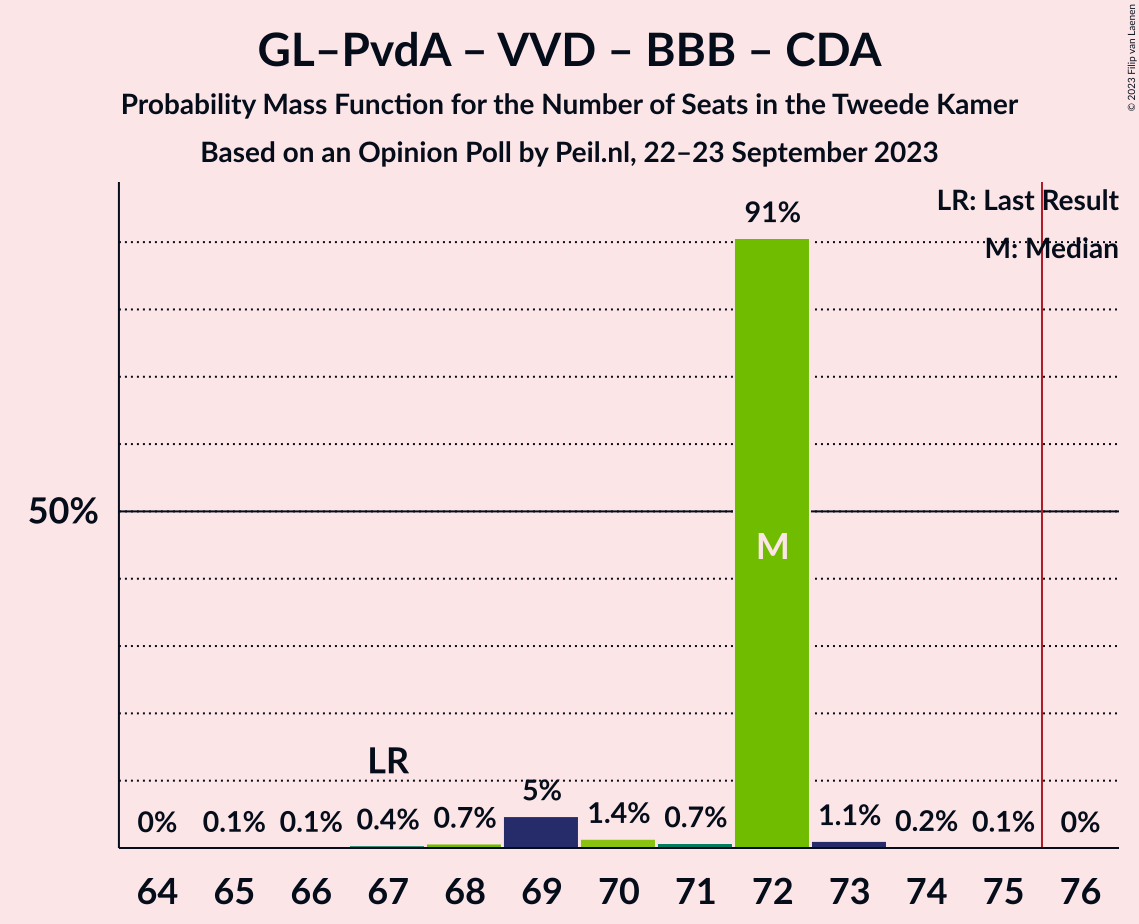 GL–PvdA – VVD – BBB – CDA
Probability Mass Function for the Number of Seats in the Tweede Kamer
Based on an Opinion Poll by Peil.nl, 22–23 September 2023
© 2023 Filip van Laenen
LR: Last Result
M: Median
91%
50%
M
LR
0% 0.1% 0.1% 0.4% 0.7% 5% 1.4% 0.7% 1.1% 0.2% 0.1% 0%
64 65 66 67 68 69 70 71 72 73 74 75 76